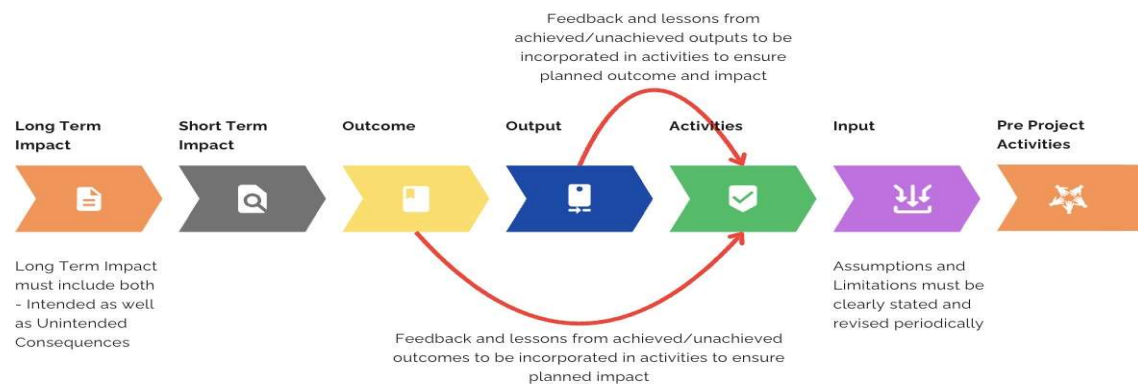 Feedback and lessons from
achieved/unachieved outputs to be
incorporated in activities to ensure
planned outcome and impact
Long Term
Impact
Short Term
Impact
Outcome
Output
Activities
Input
Pre Project
Activities
Long Term Impact
must include both
- Intended as well
as Unintended
Consequences
Assumptions and
Limitations must be
clearly stated and
revised periodically
Feedback and lessons from achieved/unachieved
outcomes to be incorporated in activities to ensure
planned impact